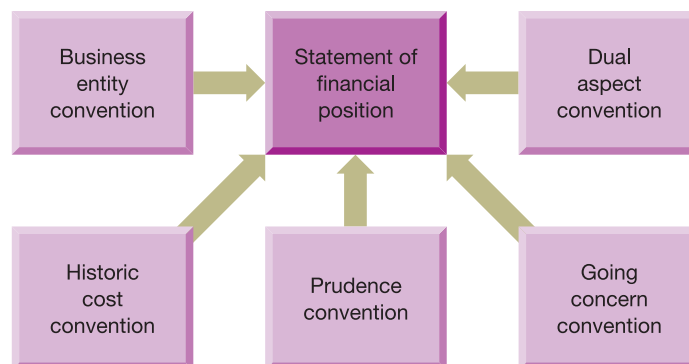 Business
entity
convention
Statement of
financial
position
Dual
aspect
convention
Historic
cost
convention
Prudence
convention
Going
concern
convention